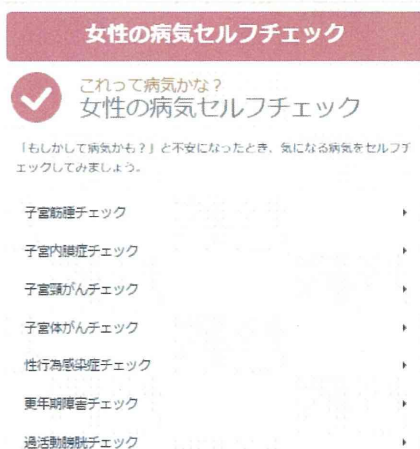 女性の病気セルフチェック
これって病気かな？
女性の病気セルフチェック
「もしかして病気かも？」と不安になったとき、気になる病気をセルフチ
ェックしてみましょう。
子宮筋腫チェック
子宮内膜症チェック
子宮頸がんチェック
子宮体がんチェック
性行為感染症チェック
更年期障害チェック
過活動膀胱チェック